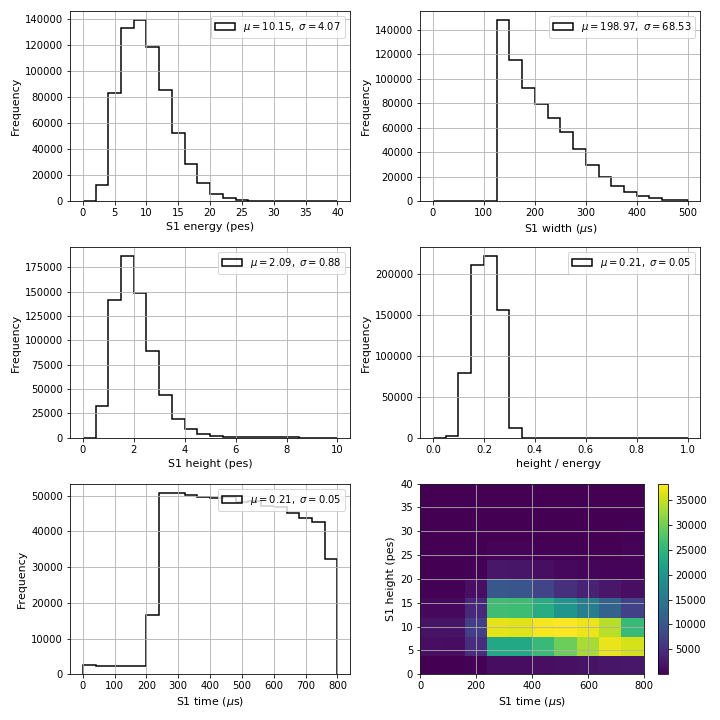 140000
120000
100000
80000
60000
40000
20000
0
Frequency
μ = 10.15, σ = 4.07
0 5 10 15 20 25 30 35 40
S1 energy (pes)
140000
120000
100000
80000
60000
40000
20000
0
Frequency
μ = 198.97, σ = 68.53
0 100 200 300 400 500
S1 width (μs)
175000
150000
125000
100000
75000
50000
25000
0
Frequency
μ = 2.09, σ = 0.88
0 2 4 6 8 10
S1 height (pes)
200000
150000
100000
50000
0
Frequency
μ = 0.21, σ = 0.05
0.0 0.2 0.4 0.6 0.8 1.0
height / energy
50000
40000
30000
20000
10000
0
Frequency
μ = 0.21, σ = 0.05
0 100 200 300 400 500 600 700 800
S1 time (μs)
40
35
30
25
20
15
10
5
0
S1 height (pes)
0 200 400 600 800
S1 time (μs)
35000
30000
25000
20000
15000
10000
5000